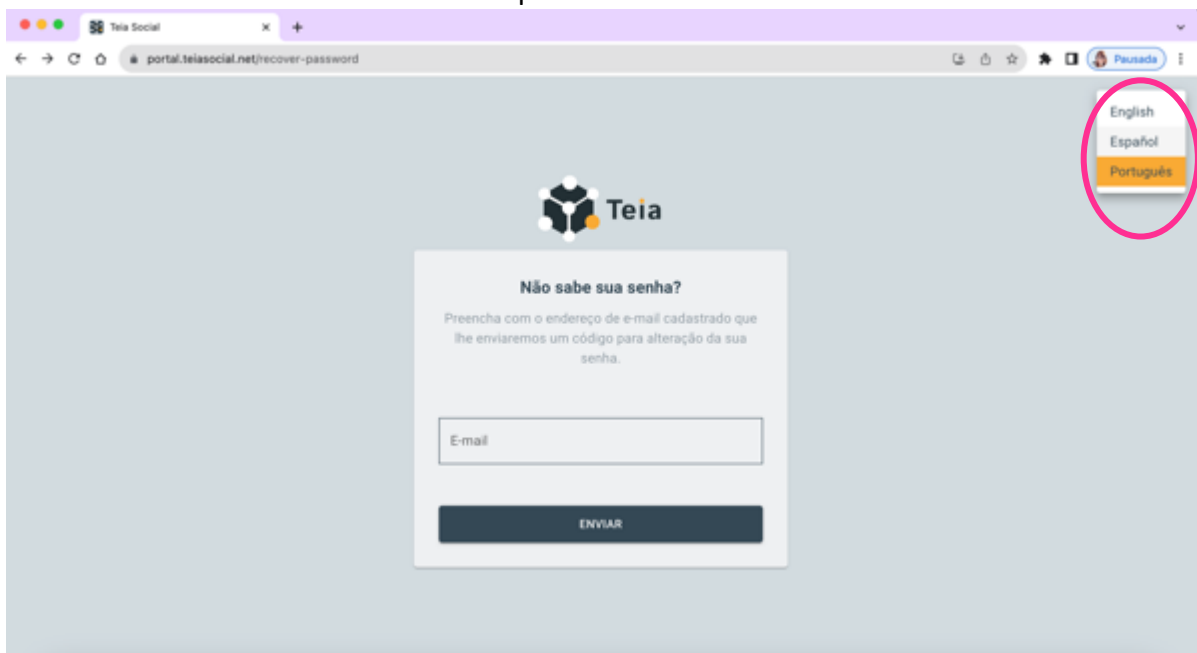 Teia Social
portal.teiasocial.net/recover-password
Pausada
English
Español
Português
Teia
Não sabe sua senha?
Preencha com o endereço de e-mail cadastrado que
lhe enviaremos um código para alteração da sua
senha.
E-mail
ENVIAR